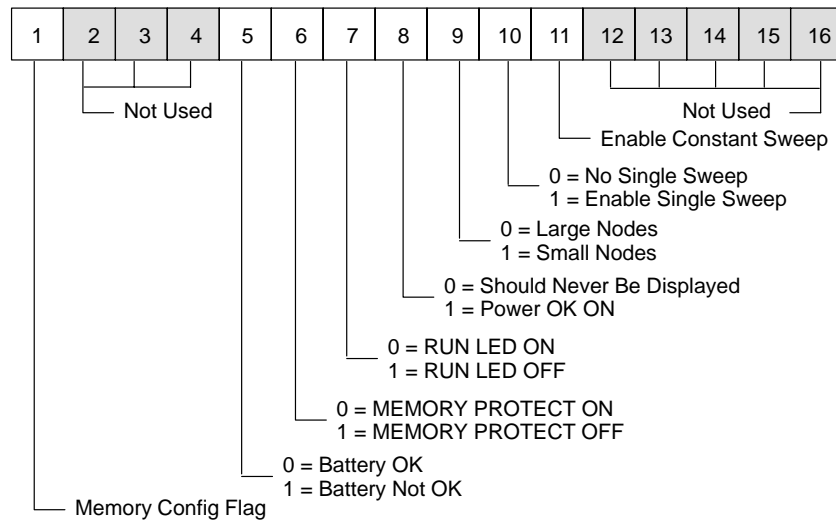 1 2 3 4 5 6 7 8 9 10 11 12 13 14 15 16
Not Used
Not Used
Enable Constant Sweep
0 = No Single Sweep
1 = Enable Single Sweep
0 = Large Nodes
1 = Small Nodes
0 = Should Never Be Displayed
1 = Power OK ON
0 = RUN LED ON
1 = RUN LED OFF
0 = MEMORY PROTECT ON
1 = MEMORY PROTECT OFF
0 = Battery OK
1 = Battery Not OK
Memory Config Flag